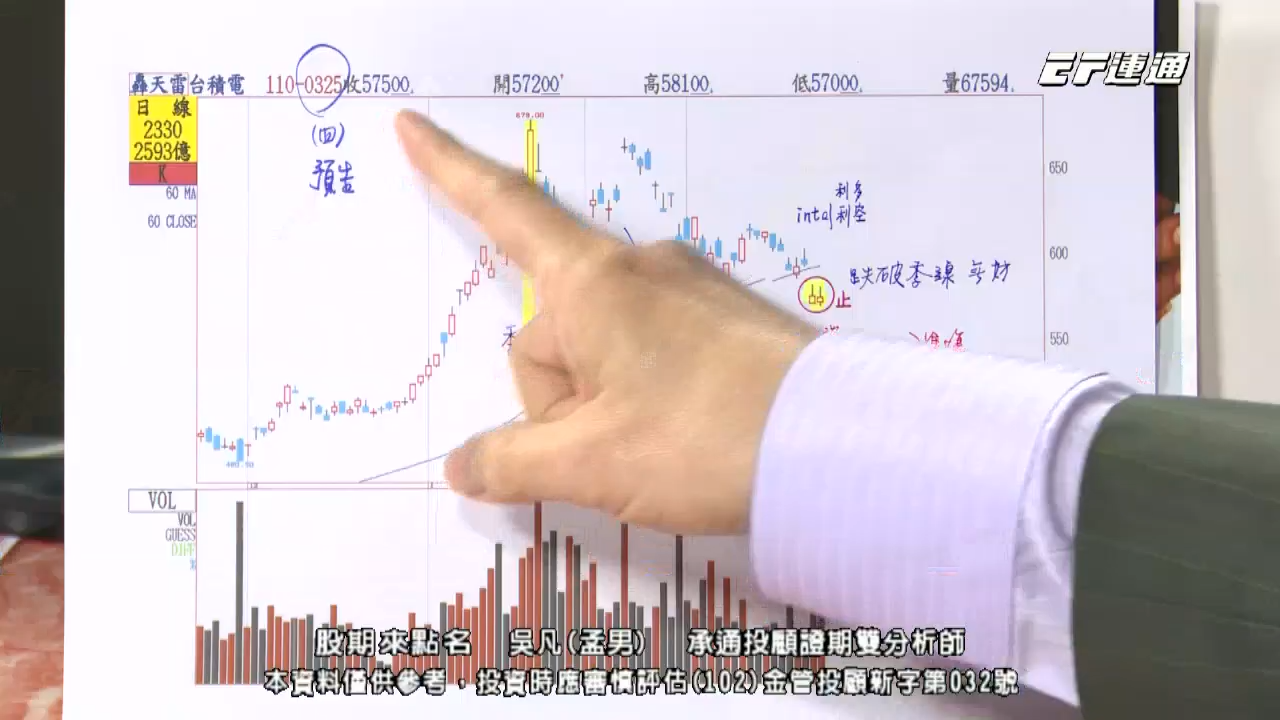 EF運通
轟天雷台積電 110-0325收57500. 開57200' 高58100. 低57000. 量67594.
日 線
2330
2593億
K
60 MA
60 CLOSE
(四)
預告
679.00
650
600
550
利多
intel利空
跌破季線 年坊
止
VOL
VOL
GUESS
DIFF
股期來點名 吳凡(孟男) 承通投顧證期雙分析師
本資料僅供參考，投資時應審慎評估(102)金管投顧新字第032號